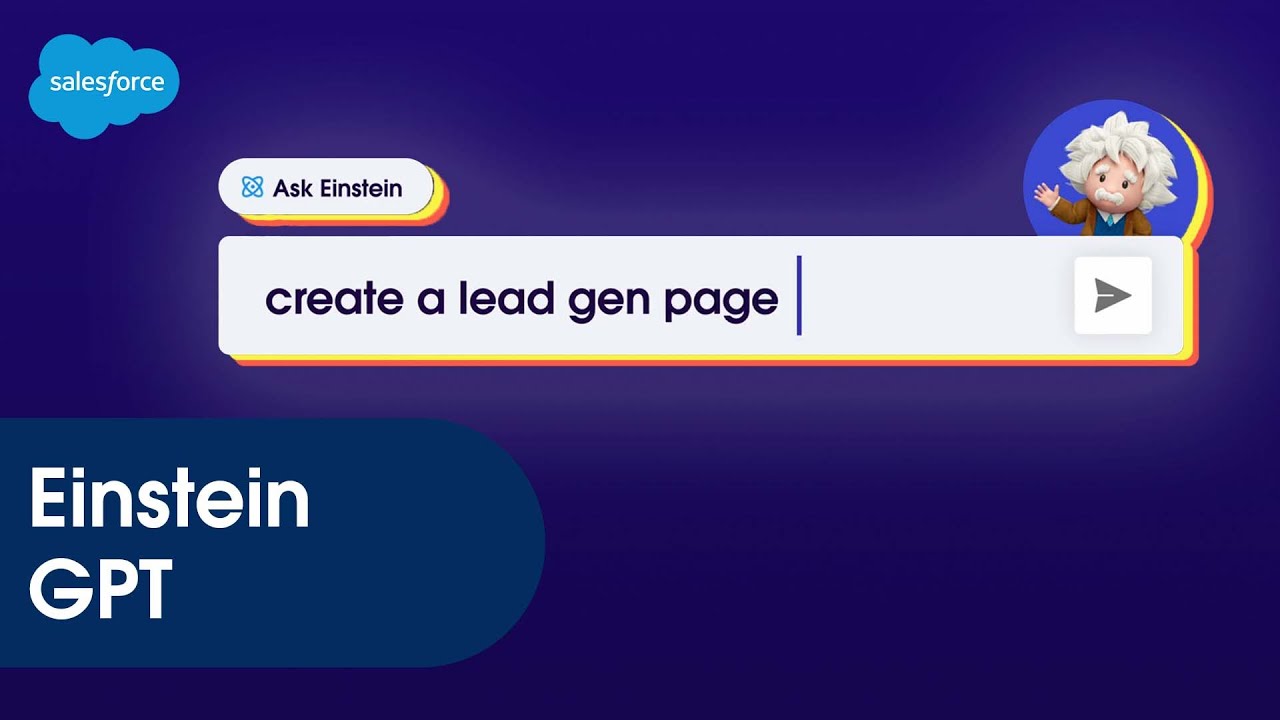 salesforce
Ask Einstein
create a lead gen page
Einstein
GPT